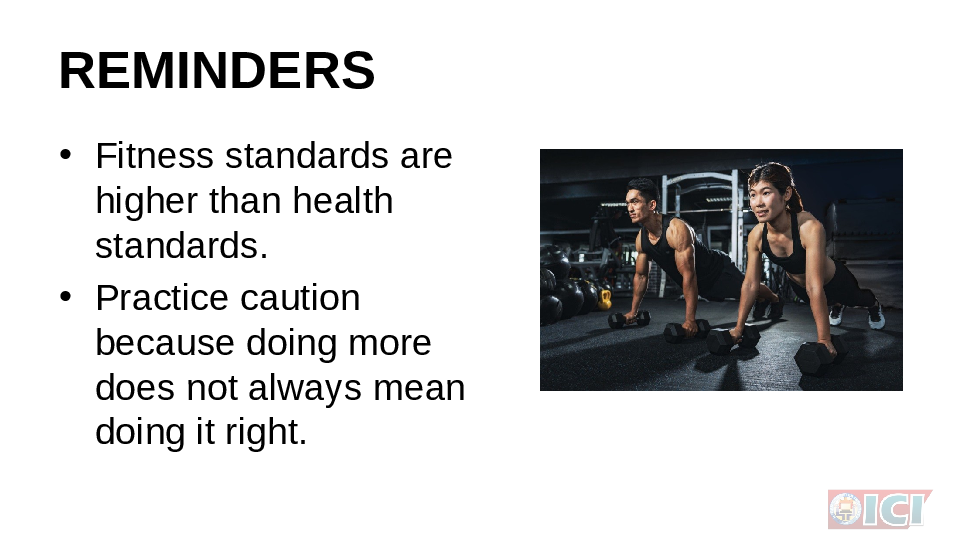 REMINDERS
• Fitness standards are
higher than health
standards.
• Practice caution
because doing more
does not always mean
doing it right.
ICI